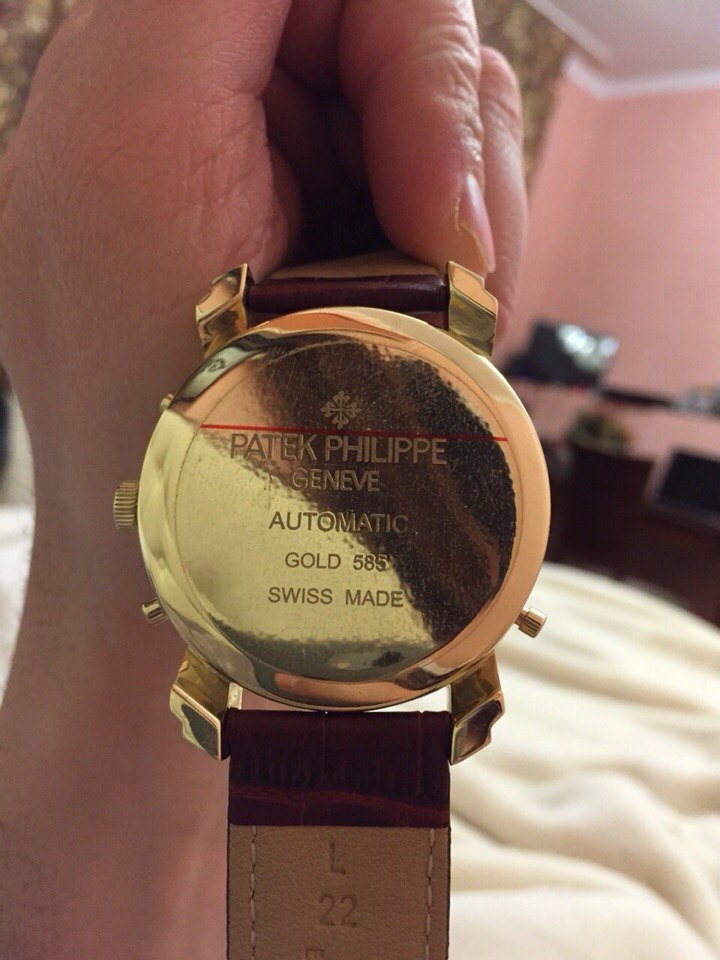 PATEK PHILIPPE
GENEVE
AUTOMATIC
GOLD 585
SWISS MADE
L
22